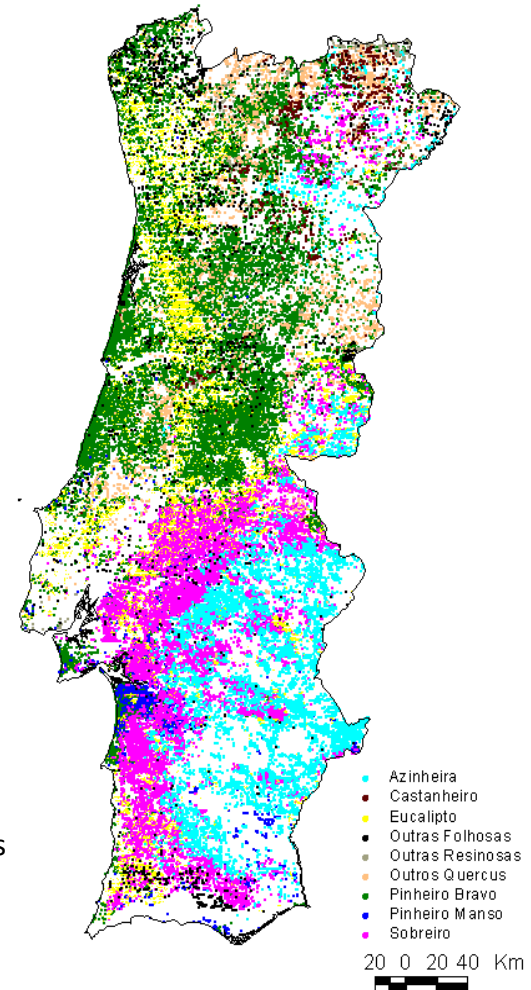 s
Azinheira
Castanheiro
Eucalipto
Outras Folhosas
Outras Resinosas
Outros Quercus
Pinheiro Bravo
Pinheiro Manso
Sobreiro
20 0 20 40 Km